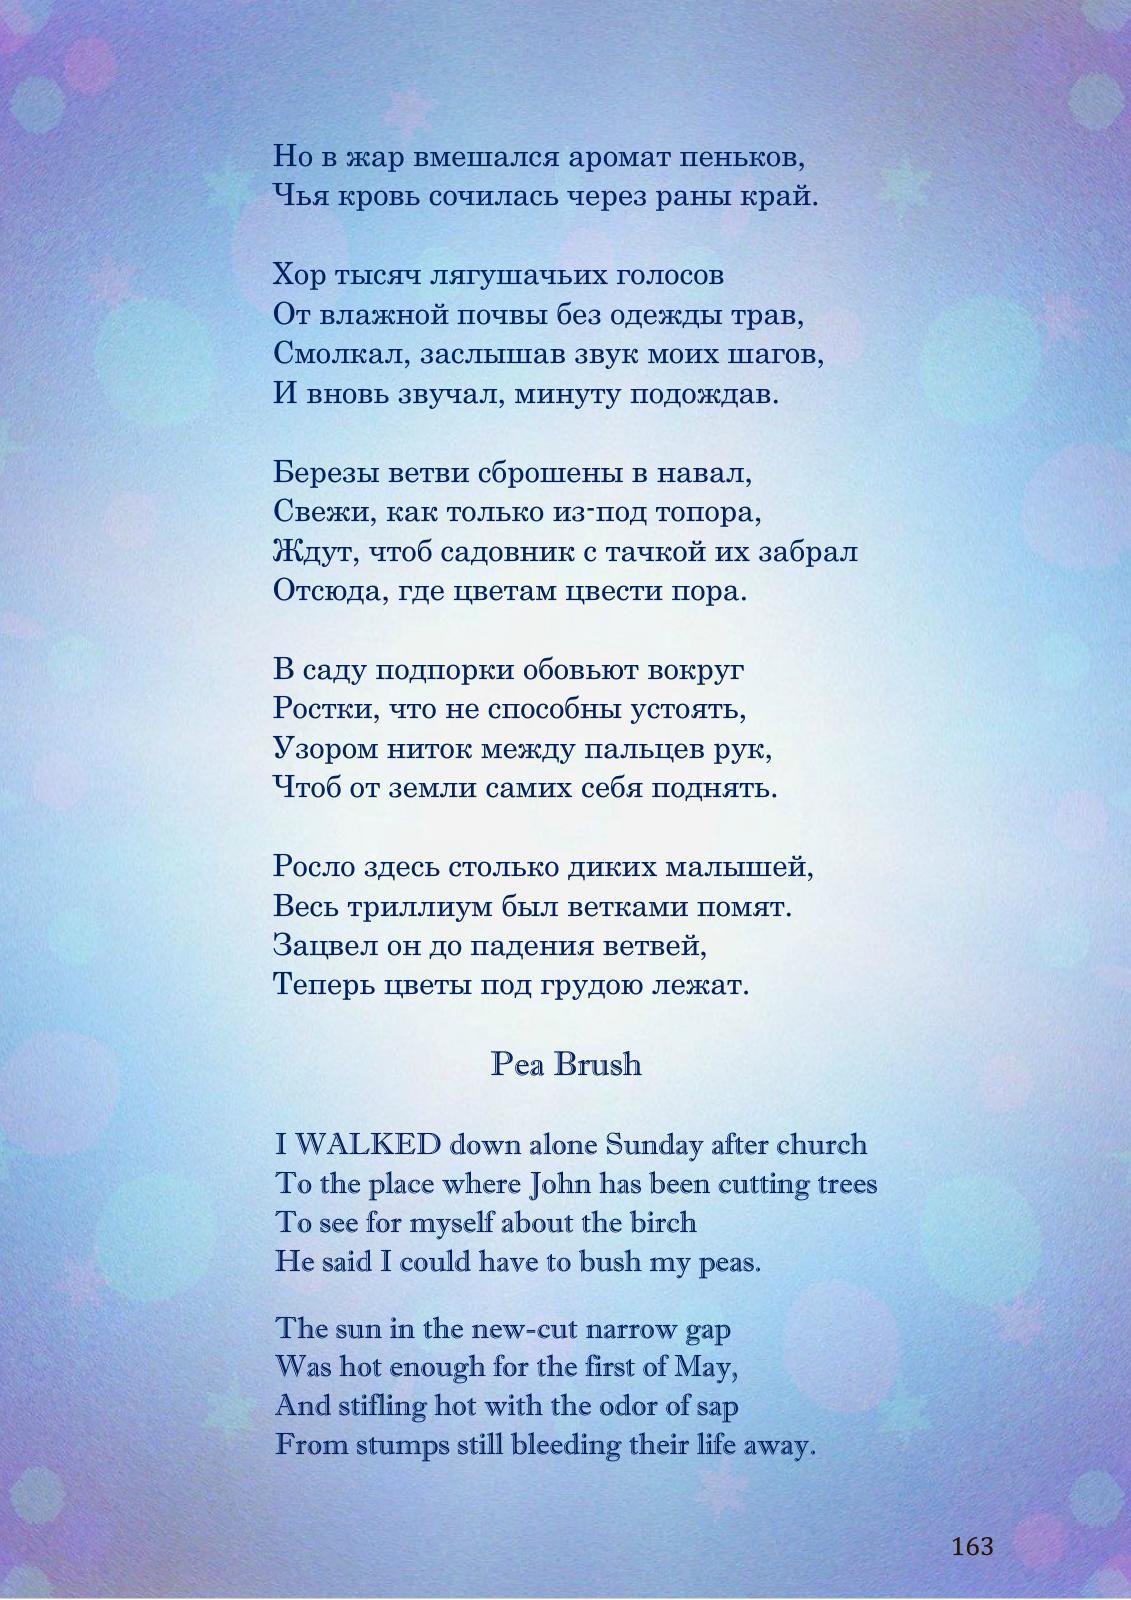 Но в жар вмешался аромат пеньков,
Чья кровь сочилась через раны край.
Хор тысяч лягушачьих голосов
От влажной почвы без одежды трав,
Смолкал, заслышав звук моих шагов,
И вновь звучал, минуту подождав.
Березы ветви сброшены в навал,
Свежи, как только из-под топора,
Ждут, чтоб садовник с тачкой их забрал
Отсюда, где цветам цвести пора.
В саду подпорки обовьют вокруг
Ростки, что не способны устоять,
Узором ниток между пальцев рук,
Чтоб от земли самих себя поднять.
Росло здесь столько диких малышей,
Весь триллиум был ветками помят.
Зацвел он до падения ветвей,
Теперь цветы под грудою лежат.
Pea Brush
I WALKED down alone Sunday after church
To the place where John has been cutting trees
To see for myself about the birch
He said I could have to bush my peas.
The sun in the new-cut narrow gap
Was hot enough for the first of May,
And stifling hot with the odor of sap
From stumps still bleeding their life away.
163